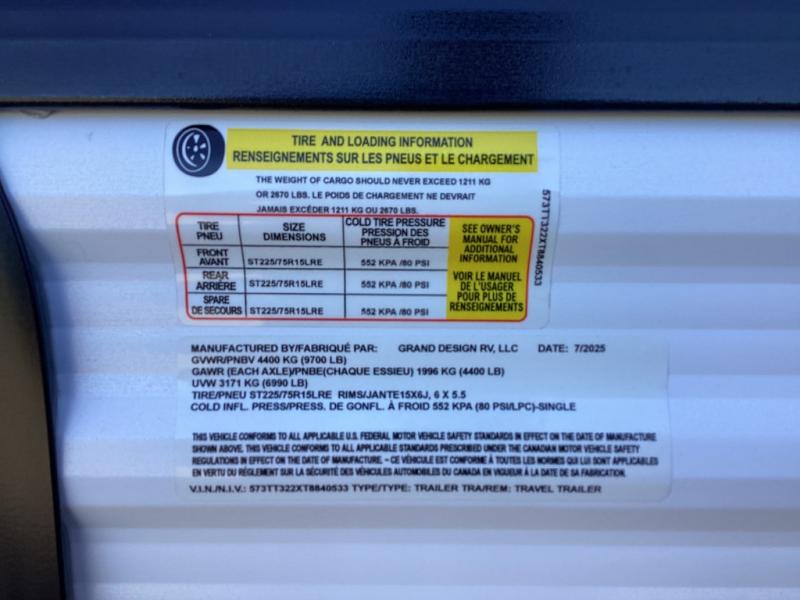 TIRE AND LOADING INFORMATION
RENSEIGNEMENTS SUR LES PNEUS ET LE CHARGEMENT
THE WEIGHT OF CARGO SHOULD NEVER EXCEED 1211 KG
OR 2670 LBS. LE POIDS DE CHARGEMENT NE DEVRAIT
JAMAIS EXCÉDER 1211 KG OU 2670 LBS.
TIRE
PNEU
SIZE
DIMENSIONS
COLD TIRE PRESSURE
PRESSION DES
PNEUS À FROID
FRONT
AVANT
ST225/75R15LRE
552 KPA /80 PSI
REAR
ARRIÈRE
ST225/75R15LRE
552 KPA /80 PSI
SPARE
DE SECOURS
ST225/75R15LRE
552 KPA /80 PSI
SEE OWNER'S
MANUAL FOR
ADDITIONAL
INFORMATION
VOIR LE MANUEL
DE L'USAGER
POUR PLUS DE
RENSEIGNEMENTS
573TT322XT8840533
MANUFACTURED BY/FABRIQUÉ PAR: GRAND DESIGN RV, LLC DATE: 7/2025
GVWR/PNBV 4400 KG (9700 LB)
GAWR (EACH AXLE)/PNBE(CHAQUE ESSIEU) 1996 KG (4400 LB)
UVW 3171 KG (6990 LB)
TIRE/PNEU ST225/75R15LRE RIMS/JANTE15X6J, 6 X 5.5
COLD INFL. PRESS/PRESS. DE GONFL. À FROID 552 KPA (80 PSI/LPC)-SINGLE
THIS VEHICLE CONFORMS TO ALL APPLICABLE U.S. FEDERAL MOTOR VEHICLE SAFETY STANDARDS IN EFFECT ON THE DATE OF MANUFACTURE
SHOWN ABOVE. THIS VEHICLE CONFORMS TO ALL APPLICABLE STANDARDS PRESCRIBED UNDER THE CANADIAN MOTOR VEHICLE SAFETY
REGULATIONS IN EFFECT ON THE DATE OF MANUFACTURE. – CE VÉHICULE EST CONFORME À TOUTES LES NORMES QUI LUI SONT APPLICABLES
EN VERTU DU RÈGLEMENT SUR LA SÉCURITÉ DES VÉHICULES AUTOMOBILES DU CANADA EN VIGUEUR À LA DATE DE SA FABRICATION.
V.I.N./N.I.V.: 573TT322XT8840533 TYPE/TYPE: TRAILER TRA/REM: TRAVEL TRAILER